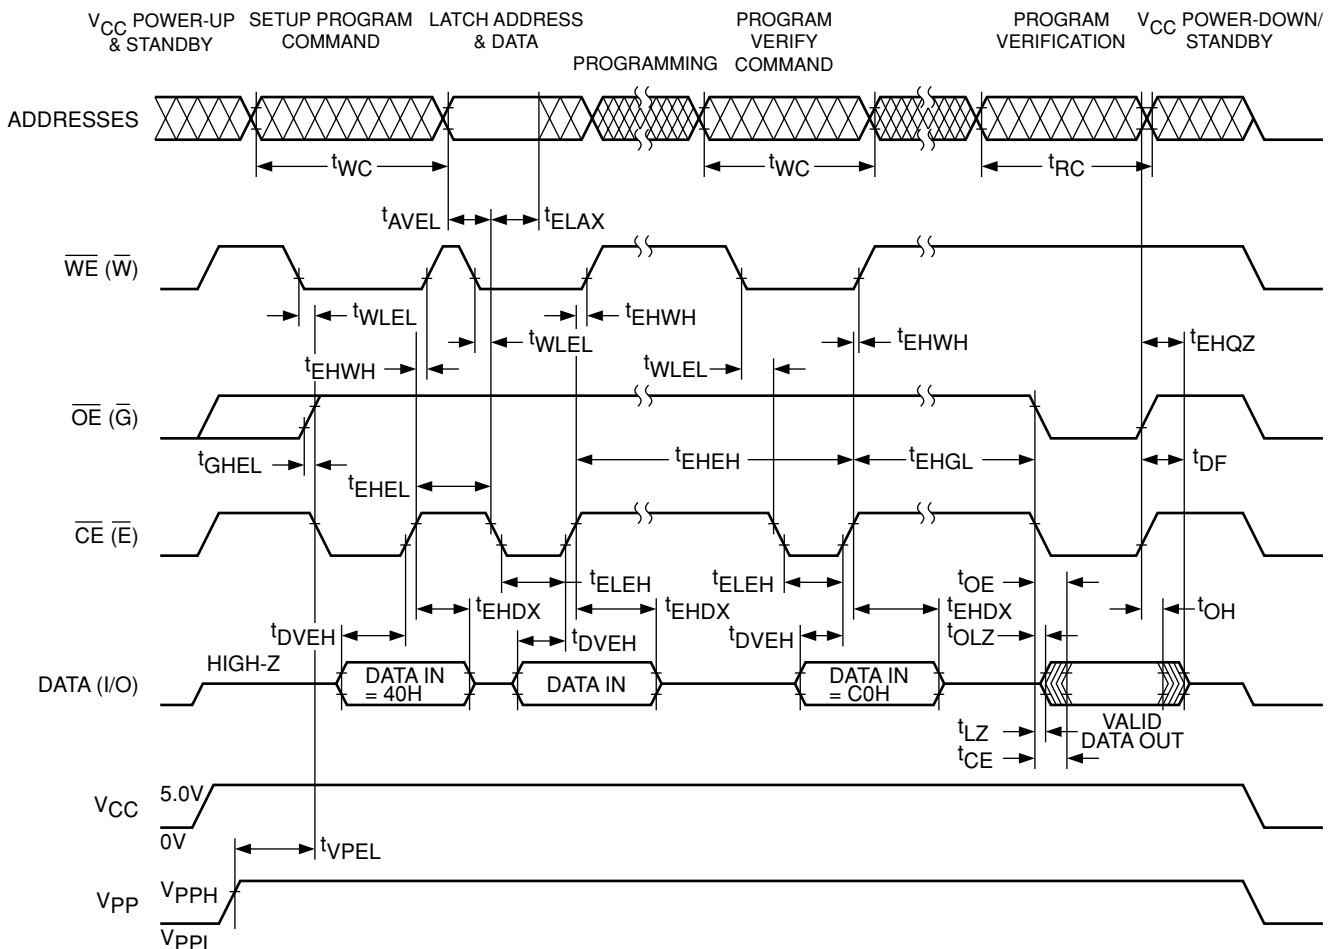 VCC POWER-UP
& STANDBY
SETUP PROGRAM
COMMAND
LATCH ADDRESS
& DATA
PROGRAMMING
PROGRAM
VERIFY
COMMAND
PROGRAM
VERIFICATION
VCC POWER-DOWN/
STANDBY
ADDRESSES
tWC
tWC
tRC
tAVEL
tELAX
WE (W)
tWLEL
tEHWH
tWLEL
tEHWH
tEHQZ
tEHWH
tWLEL
OE (G)
tGHEL
tEHEH
tEHGL
tDF
tEHEL
CE (E)
tELEH
tELEH
tOE
tEHDX
tEHDX
tEHDX
tOH
tDVEH
tDVEH
tDVEH
tOLZ
HIGH-Z
DATA (I/O)
DATA IN
= 40H
DATA IN
DATA IN
= C0H
tLZ
VALID
DATA OUT
tCE
VCC
5.0V
0V
tVPEL
VPP
VPPH
VPPL